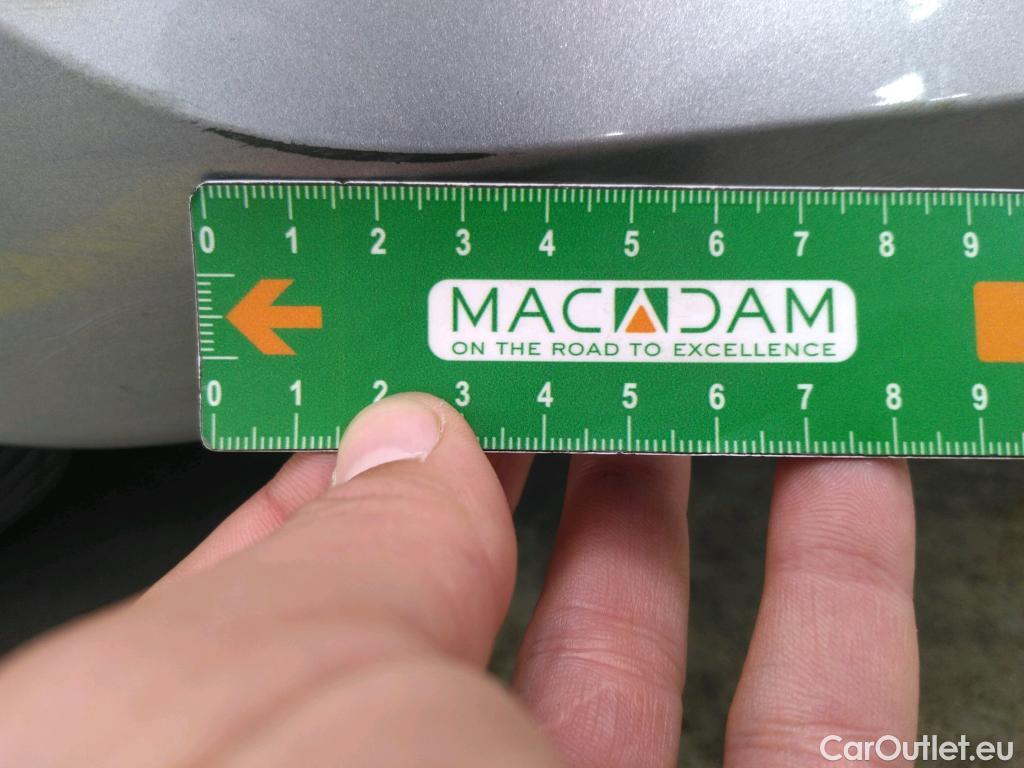 0 1 2 3 4 5 6 7 8 9
MACADAM
ON THE ROAD TO EXCELLENCE
0 1 2 3 4 5 6 7 8 9
CarOutlet.eu